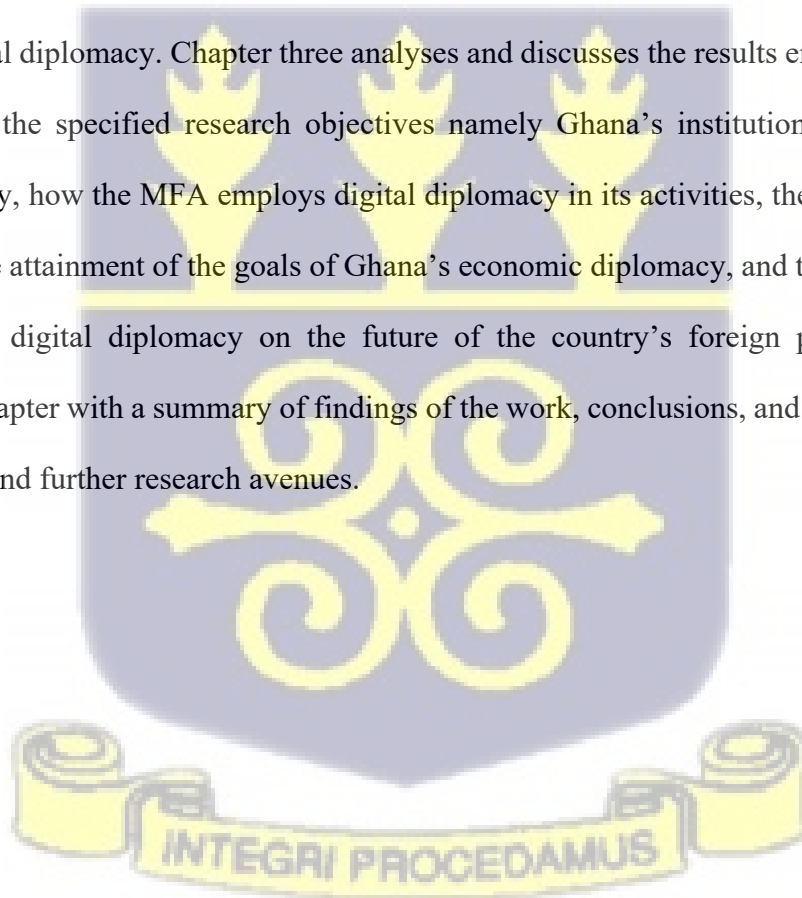 al diplomacy. Chapter three analyses and discusses the results er
the specified research objectives namely Ghana’s institution
y, how the MFA employs digital diplomacy in its activities, the
e attainment of the goals of Ghana’s economic diplomacy, and t
digital diplomacy on the future of the country’s foreign p
apter with a summary of findings of the work, conclusions, and
nd further research avenues.
INTEGRI PROCEDAMUS